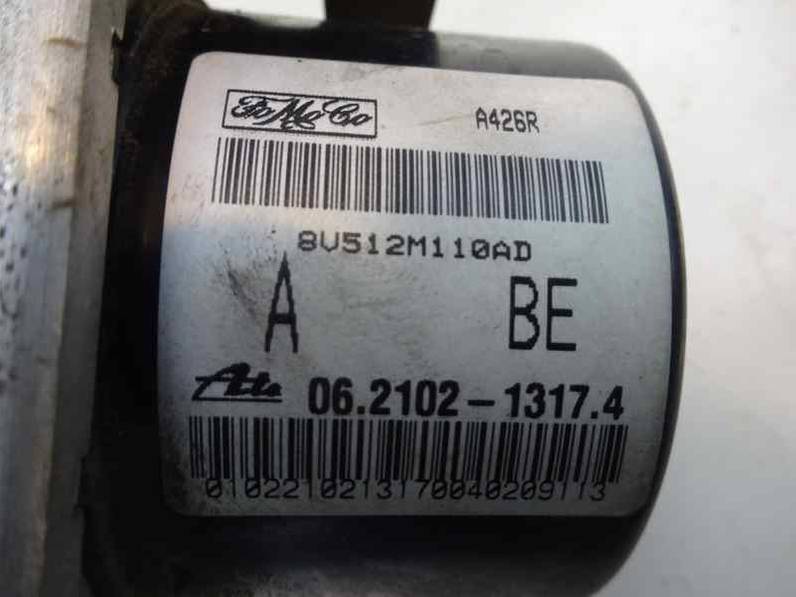 FoMoCo A426R
8V512M110AD
A BE
Ate 06.2102-1317.4
0102210213170040209113